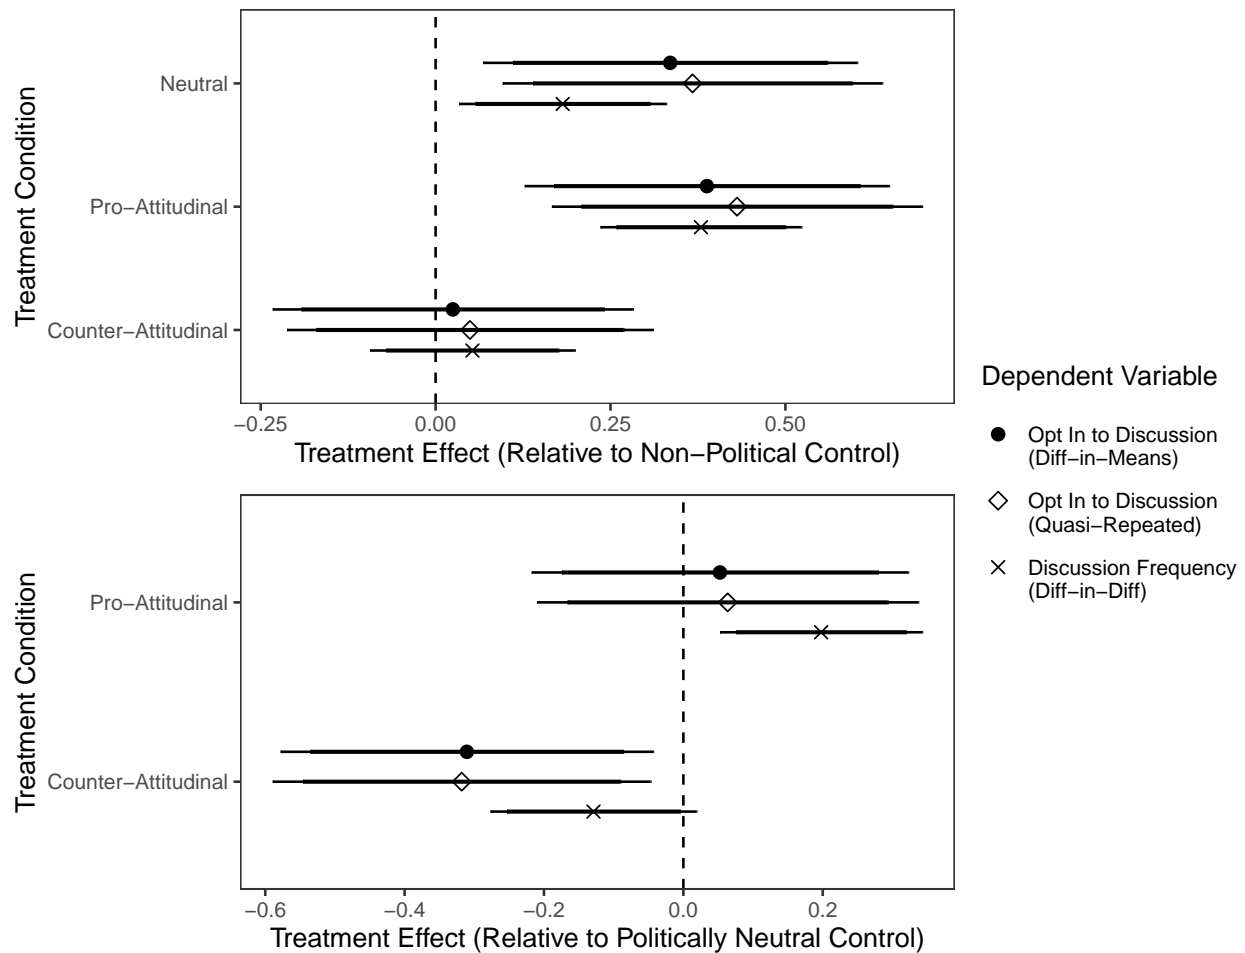 Treatment Condition
Neutral
Pro−Attitudinal
Counter−Attitudinal
−0.25
0.00
0.25
0.50
Treatment Effect (Relative to Non−Political Control)
Treatment Condition
Pro−Attitudinal
Counter−Attitudinal
−0.6
−0.4
−0.2
0.0
0.2
Treatment Effect (Relative to Politically Neutral Control)
Dependent Variable
Opt In to Discussion
(Diff−in−Means)
Opt In to Discussion
(Quasi−Repeated)
Discussion Frequency
(Diff−in−Diff)